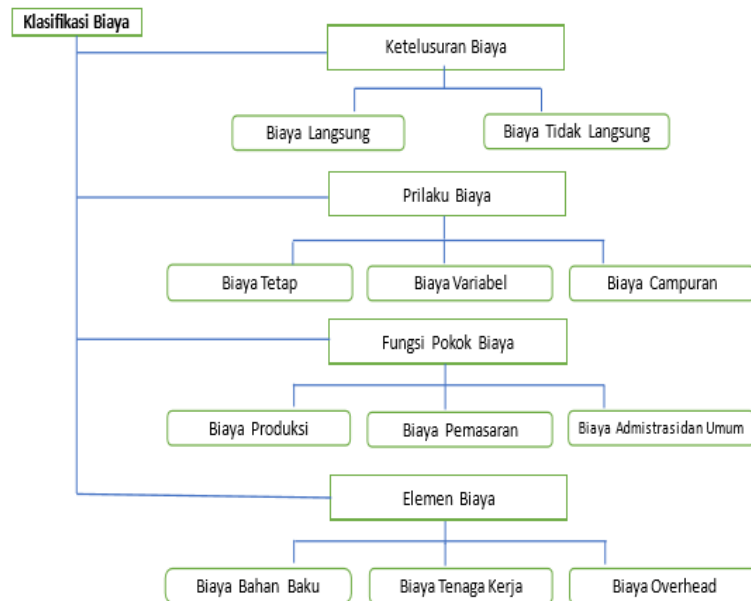 Klasifikasi Biaya
Ketelusuran Biaya
Biaya Langsung
Biaya Tidak Langsung
Prilaku Biaya
Biaya Tetap
Biaya Variabel
Biaya Campuran
Fungsi Pokok Biaya
Biaya Produksi
Biaya Pemasaran
Biaya Admistrasidan Umum
Elemen Biaya
Biaya Bahan Baku
Biaya Tenaga Kerja
Biaya Overhead